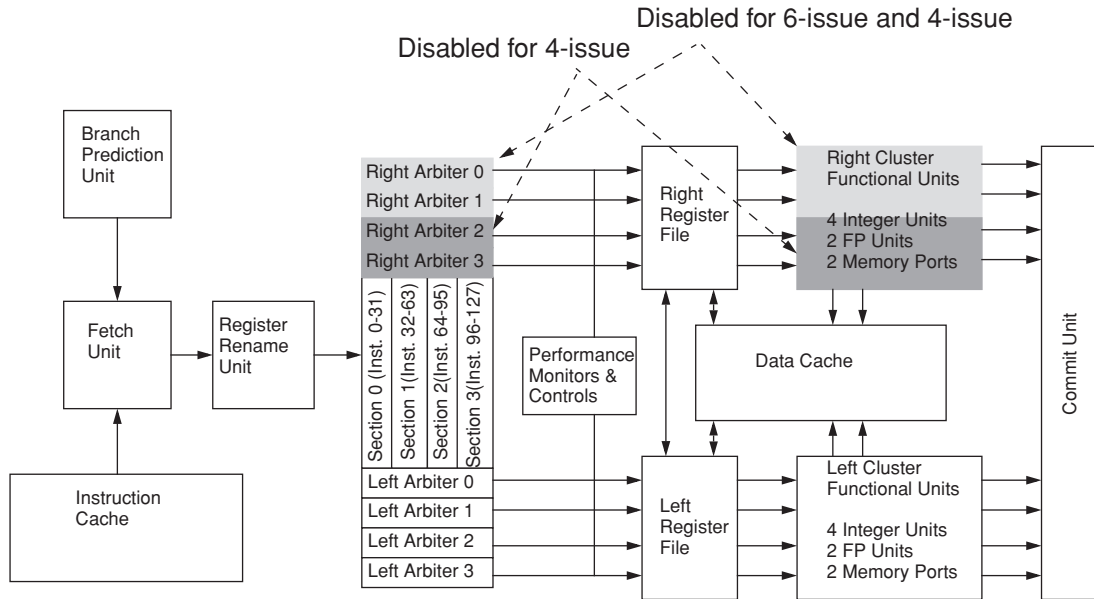 Disabled for 6-issue and 4-issue
Disabled for 4-issue
Branch
Prediction
Unit
Fetch
Unit
Instruction
Cache
Register
Rename
Unit
Right Arbiter 0
Right Arbiter 1
Right Arbiter 2
Right Arbiter 3
Section 0 (Inst. 0-31)
Section 1(Inst. 32-63)
Section 2(Inst. 64-95)
Section 3(Inst. 96-127)
Left Arbiter 0
Left Arbiter 1
Left Arbiter 2
Left Arbiter 3
Performance
Monitors &
Controls
Right
Register
File
Left
Register
File
Right Cluster
Functional Units
4 Integer Units
2 FP Units
2 Memory Ports
Data Cache
Left Cluster
Functional Units
4 Integer Units
2 FP Units
2 Memory Ports
Commit Unit